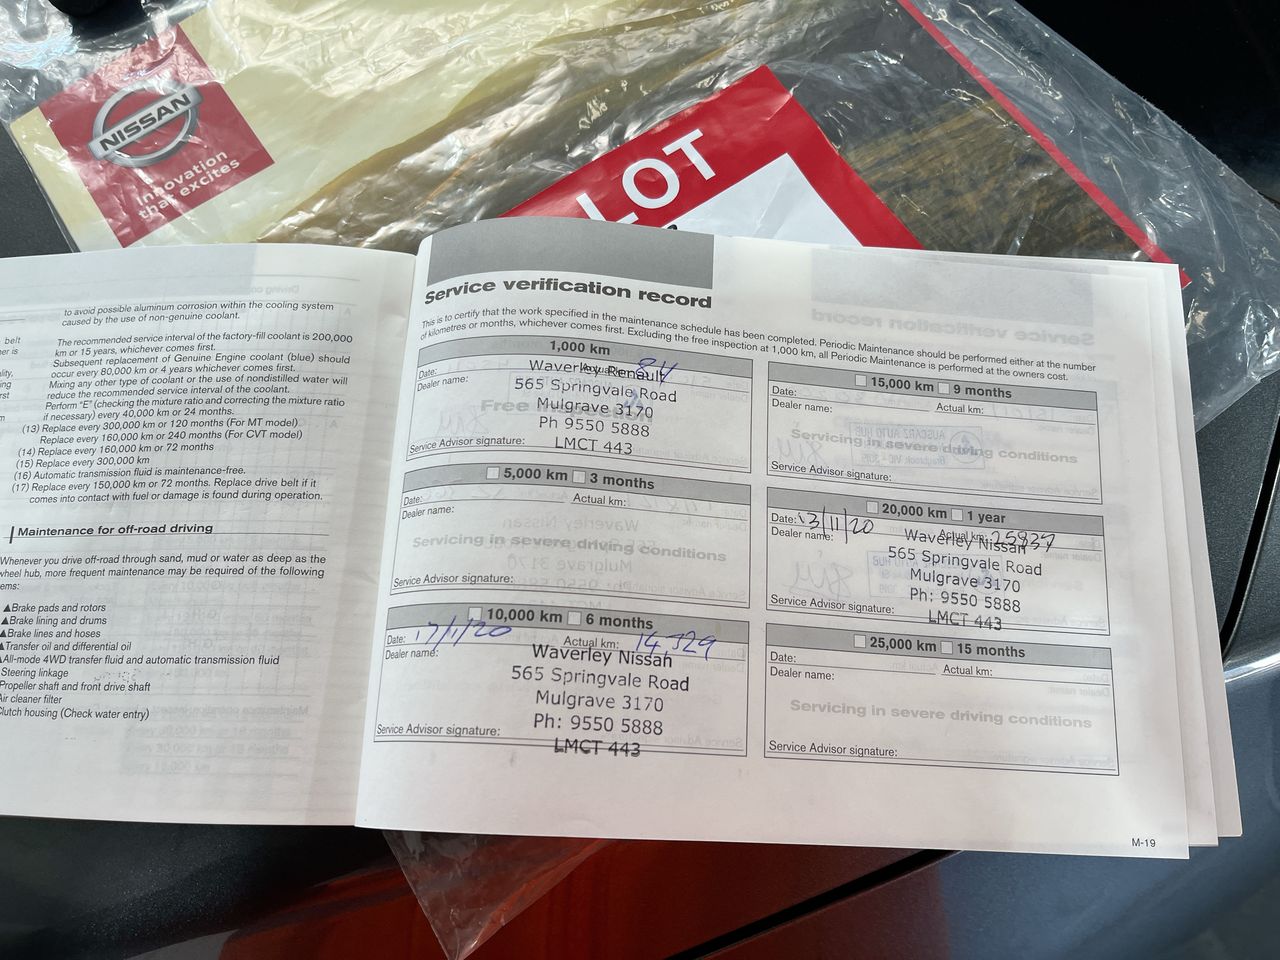 NISSAN
Innovation
that excites
LOT
to avoid possible aluminum corrosion within the cooling system
caused by the use of non-genuine coolant.
The recommended service interval of the factory-fill coolant is 200,000
km or 15 years, whichever comes first.
Subsequent replacement of Genuine Engine coolant (blue) should
occur every 80,000 km or 4 years whichever comes first.
Mixing any other type of coolant or the use of nondistilled water will
reduce the recommended service interval of the coolant.
Perform "E" (checking the mixture ratio and correcting the mixture ratio
if necessary) every 40,000 km or 24 months.
(13) Replace every 300,000 km or 120 months (For MT model)
Replace every 160,000 km or 240 months (For CVT model)
(14) Replace every 160,000 km or 72 months
(15) Replace every 300,000 km
(16) Automatic transmission fluid is maintenance-free.
(17) Replace every 150,000 km or 72 months. Replace drive belt if it
comes into contact with fuel or damage is found during operation.
Maintenance for off-road driving
Whenever you drive off-road through sand, mud or water as deep as the
wheel hub, more frequent maintenance may be required of the following
ems:
▲Brake pads and rotors
▲Brake lining and drums
▲Brake lines and hoses
▲Transfer oil and differential oil
▲All-mode 4WD transfer fluid and automatic transmission fluid
Steering linkage
Propeller shaft and front drive shaft
Air cleaner filter
Clutch housing (Check water entry)
belt
Service verification record
This is to certify that the work specified in the maintenance schedule has been completed. Periodic Maintenance should be performed either at the number
of kilometres or months, whichever comes first. Excluding the free inspection at 1,000 km, all Periodic Maintenance is performed at the owners cost.
1,000 km
Date:
Dealer name:
Waverley Renault
565 Springvale Road
Mulgrave 3170
Ph 9550 5888
LMCT 443
Service Advisor signature:
5,000 km 3 months
Date: Actual km:
Dealer name:
Servicing in severe driving conditions
Service Advisor signature:
10,000 km 6 months
Date: 17/1/20 Actual km: 14,329
Dealer name:
Waverley Nissan
565 Springvale Road
Mulgrave 3170
Ph: 9550 5888
LMCT 443
Service Advisor signature:
15,000 km 9 months
Date:
Dealer name: Actual km:
Servicing in severe driving conditions
Service Advisor signature:
20,000 km 1 year
Date: 13/11/20 Actual km: 25937
Dealer name:
Waverley Nissan
565 Springvale Road
Mulgrave 3170
Ph: 9550 5888
LMCT 443
Service Advisor signature:
25,000 km 15 months
Date: Actual km:
Dealer name:
Servicing in severe driving conditions
Service Advisor signature:
M-19